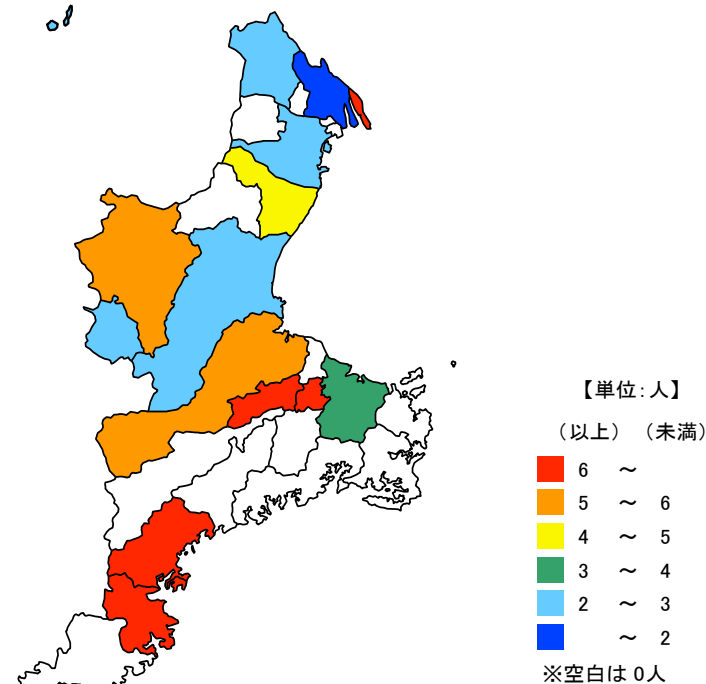 【単位:人】
（以上） （未満）
6 ～
5 ～ 6
4 ～ 5
3 ～ 4
2 ～ 3
～ 2
※空白は 0人